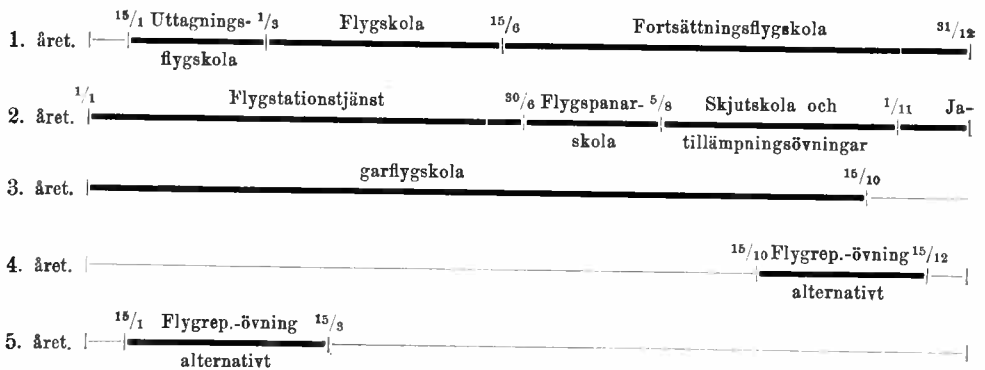 15/1 Uttagnings- 1/3 Flygskola 15/6 Fortsättningsflygskola 31/12
1. året.
flygskola
1/1 Flygstationstjänst 30/6 Flygspanar- 5/8 Skjutskola och 1/11 Ja-
2. året.
skola tillämpningsövningar
garflygskola 15/10
3. året.
15/10 Flygrep.-övning 15/12
4. året.
alternativt
15/1 Flygrep.-övning 15/3
5. året.
alternativt